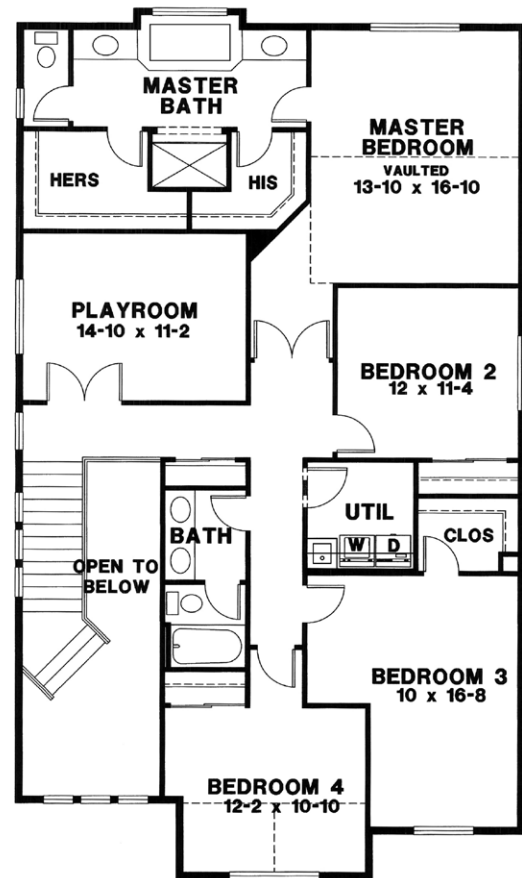 MASTER
BATH
MASTER
BEDROOM
VAULTED
13-10 x 16-10
HERS
HIS
PLAYROOM
14-10 x 11-2
BEDROOM 2
12 x 11-4
UTIL
W D
CLOS
BATH
OPEN TO
BELOW
BEDROOM 3
10 x 16-8
BEDROOM 4
12-2 x 10-10